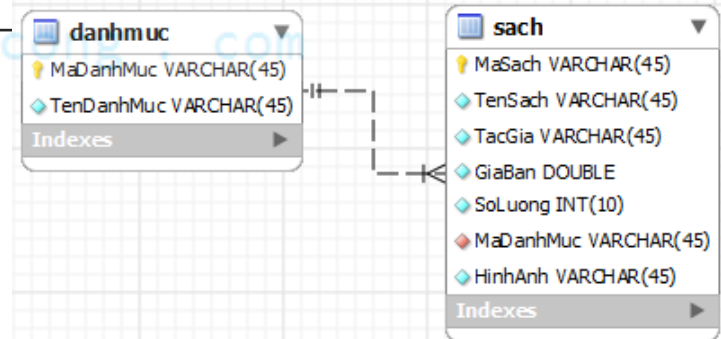 danhmuc
MaDanhMuc VARCHAR(45)
TenDanhMuc VARCHAR(45)
Indexes
sach
MaSach VARCHAR(45)
TenSach VARCHAR(45)
TacGia VARCHAR(45)
GiaBan DOUBLE
SoLuong INT(10)
MaDanhMuc VARCHAR(45)
HinhAnh VARCHAR(45)
Indexes